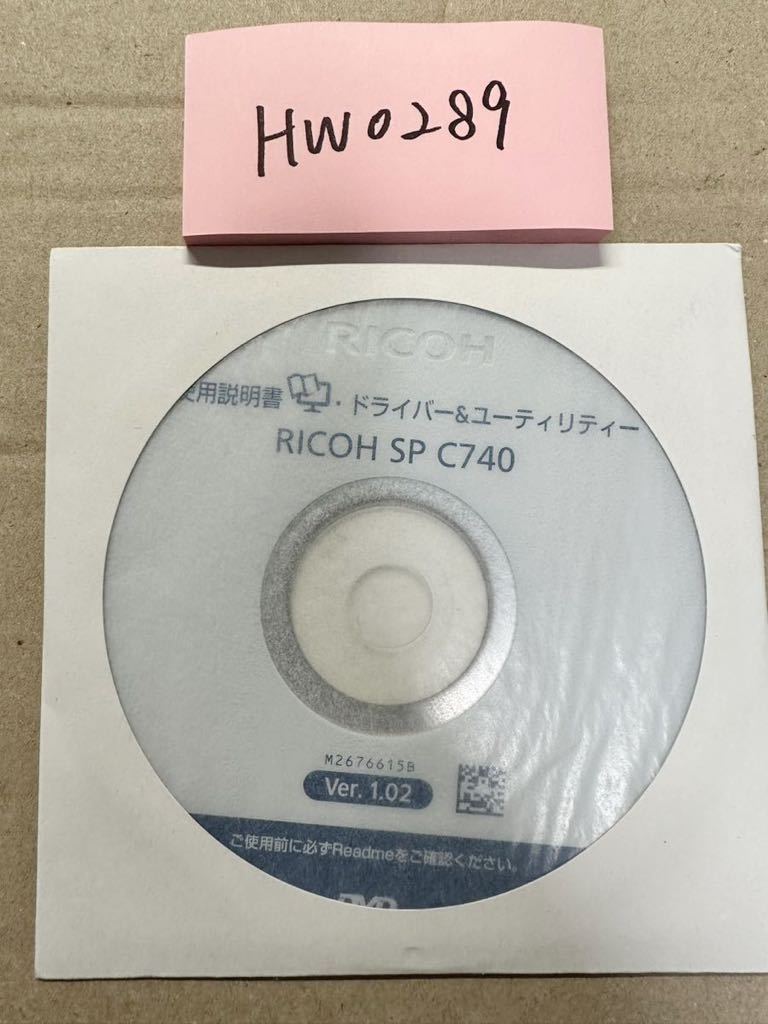 HW0289
RICOH
使用説明書 ・ドライバー&ユーティリティー
RICOH SP C740
M2676615B
Ver. 1.02
ご使用前に必ずReadmeをご確認ください。
DVD